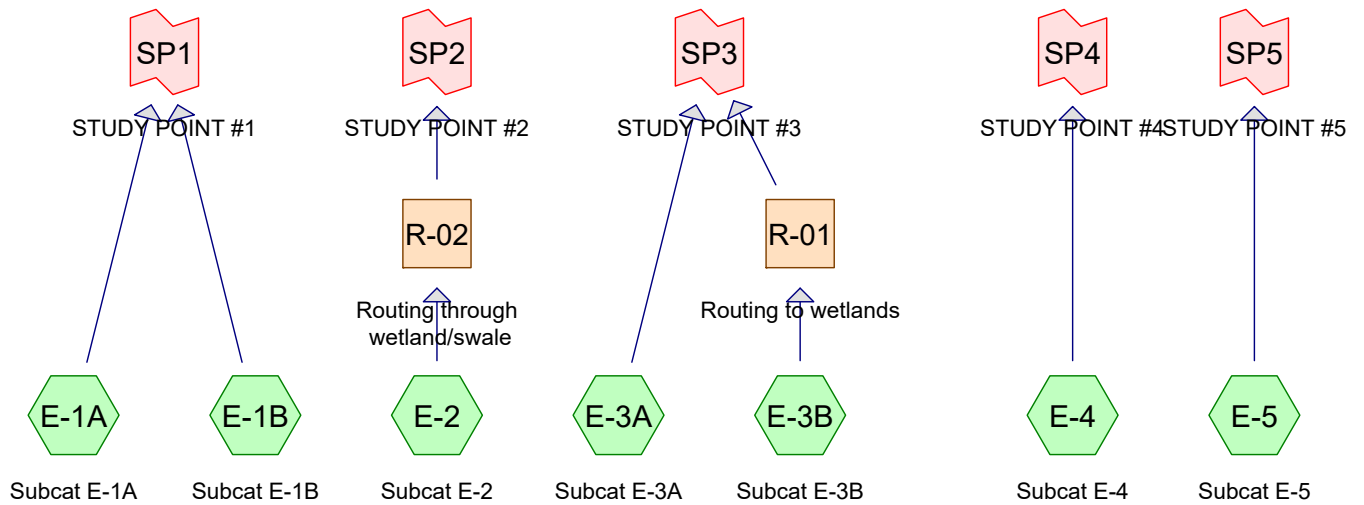 SP1
SP2
SP3
SP4
SP5
STUDY POINT #1
STUDY POINT #2
STUDY POINT #3
STUDY POINT #4
STUDY POINT #5
R-02
R-01
Routing through
wetland/swale
Routing to wetlands
E-1A
E-1B
E-2
E-3A
E-3B
E-4
E-5
Subcat E-1A
Subcat E-1B
Subcat E-2
Subcat E-3A
Subcat E-3B
Subcat E-4
Subcat E-5